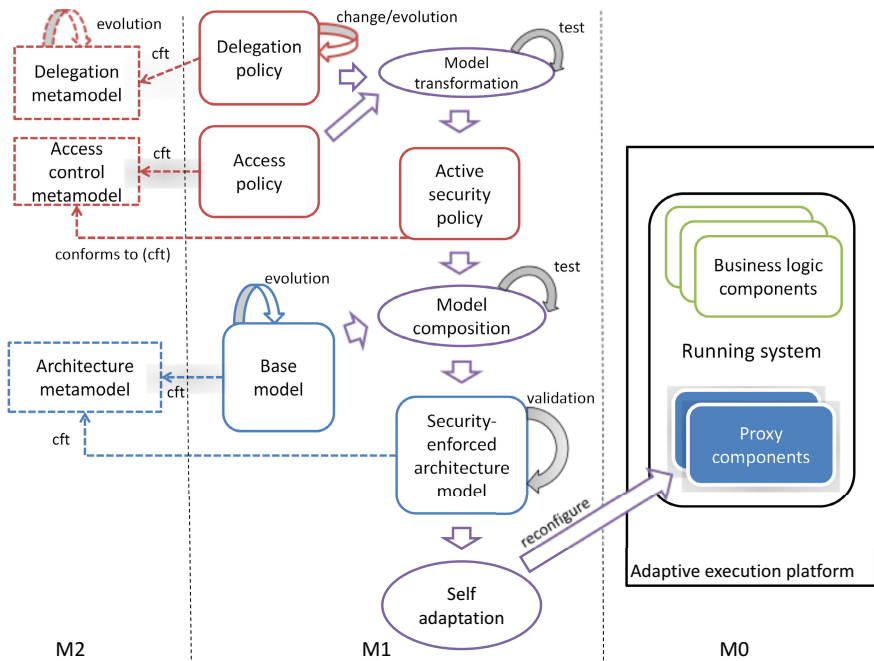 evolution
change/evolution
test
cft
Delegation
metamodel
Delegation
policy
Model
transformation
Access
control
metamodel
cft
Access
policy
Active
security
policy
conforms to (cft)
evolution
test
Model
composition
Business logic
components
Running system
Architecture
metamodel
cft
Base
model
cft
validation
Security-
enforced
architecture
model
Proxy
components
reconfigure
Self
adaptation
Adaptive execution platform
M2
M1
M0